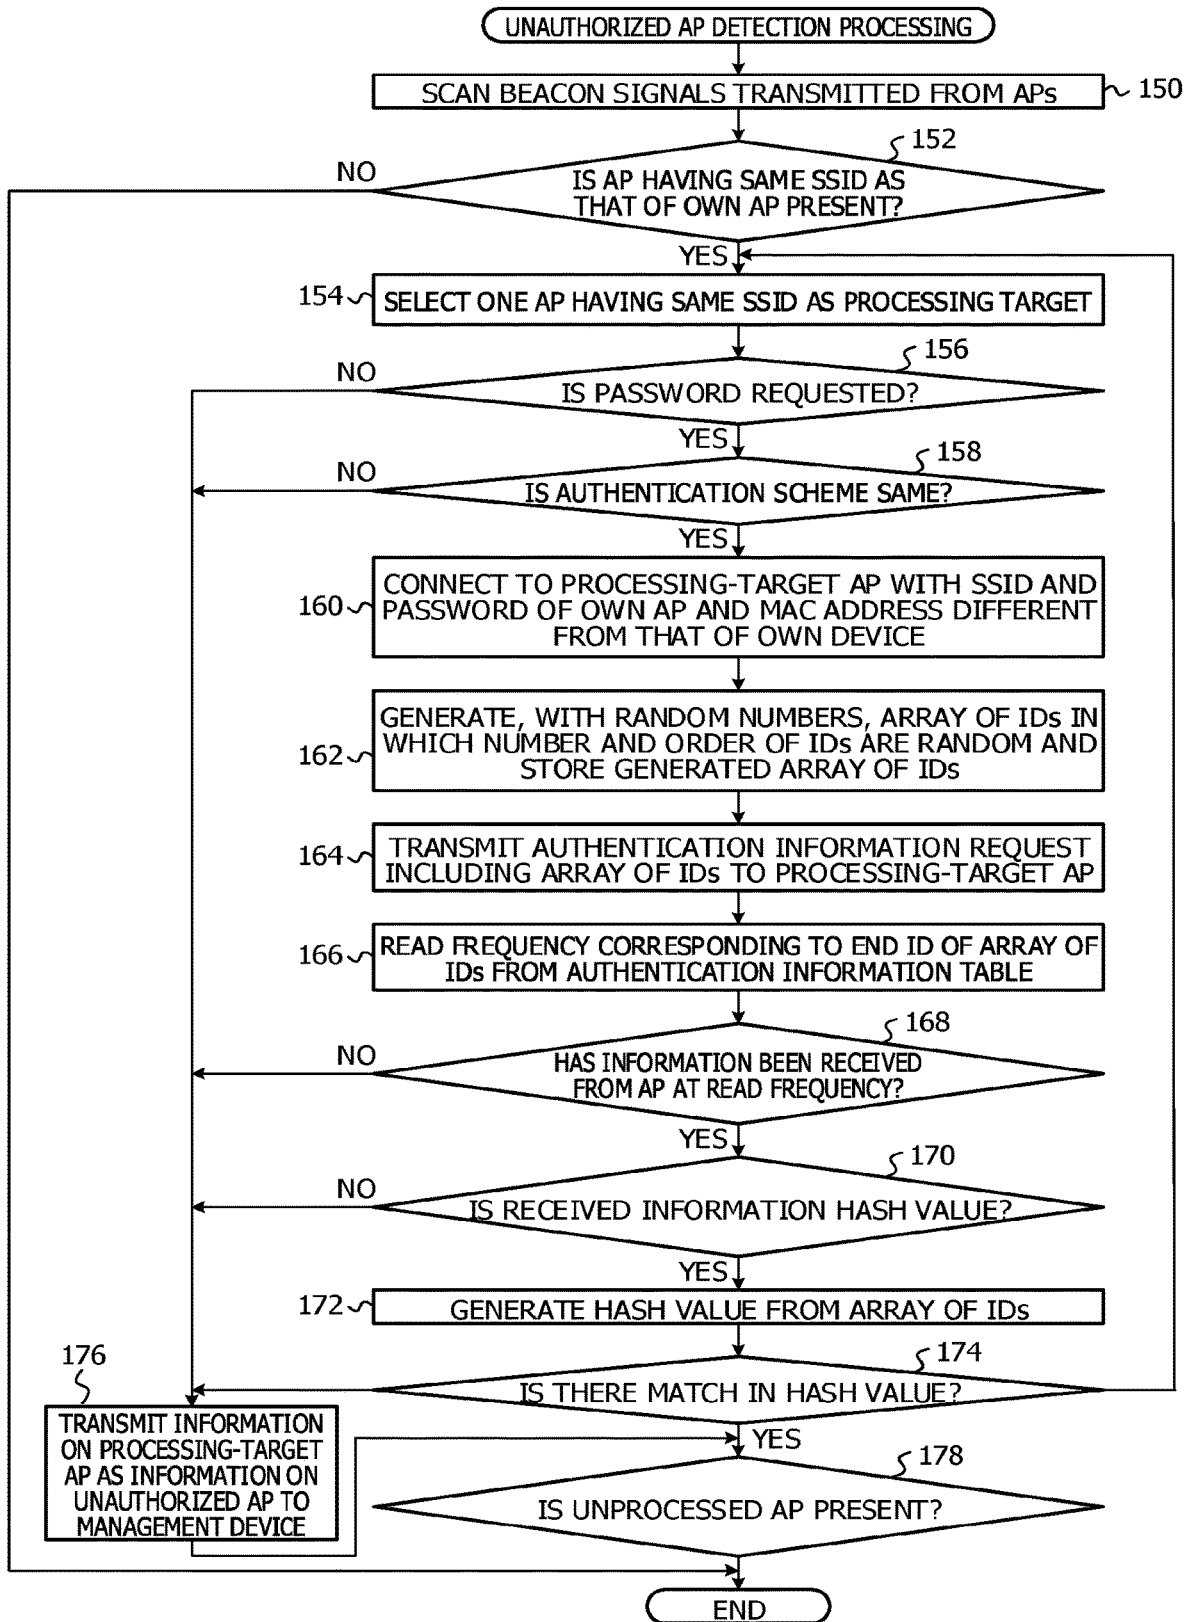 UNAUTHORIZED AP DETECTION PROCESSING
SCAN BEACON SIGNALS TRANSMITTED FROM APs
150
152
NO
IS AP HAVING SAME SSID AS
THAT OF OWN AP PRESENT?
YES
154
SELECT ONE AP HAVING SAME SSID AS PROCESSING TARGET
156
NO
IS PASSWORD REQUESTED?
YES
158
NO
IS AUTHENTICATION SCHEME SAME?
YES
160
CONNECT TO PROCESSING-TARGET AP WITH SSID AND
PASSWORD OF OWN AP AND MAC ADDRESS DIFFERENT
FROM THAT OF OWN DEVICE
162
GENERATE, WITH RANDOM NUMBERS, ARRAY OF IDs IN
WHICH NUMBER AND ORDER OF IDs ARE RANDOM AND
STORE GENERATED ARRAY OF IDs
164
TRANSMIT AUTHENTICATION INFORMATION REQUEST
INCLUDING ARRAY OF IDs TO PROCESSING-TARGET AP
166
READ FREQUENCY CORRESPONDING TO END ID OF ARRAY OF
IDs FROM AUTHENTICATION INFORMATION TABLE
168
NO
HAS INFORMATION BEEN RECEIVED
FROM AP AT READ FREQUENCY?
YES
170
NO
IS RECEIVED INFORMATION HASH VALUE?
YES
172
GENERATE HASH VALUE FROM ARRAY OF IDs
174
IS THERE MATCH IN HASH VALUE?
YES
176
TRANSMIT INFORMATION
ON PROCESSING-TARGET
AP AS INFORMATION ON
UNAUTHORIZED AP TO
MANAGEMENT DEVICE
178
IS UNPROCESSED AP PRESENT?
END